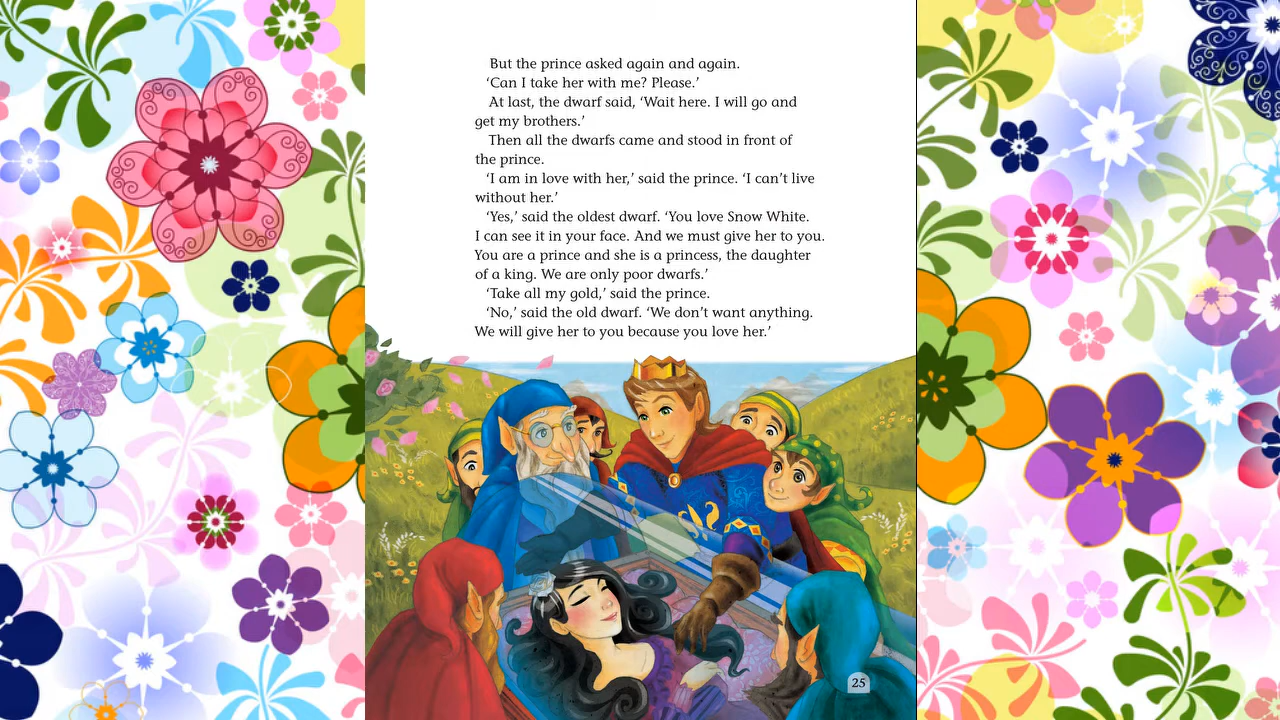 But the prince asked again and again.
‘Can I take her with me? Please.’
At last, the dwarf said, ‘Wait here. I will go and
get my brothers.’
Then all the dwarfs came and stood in front of
the prince.
‘I am in love with her,’ said the prince. ‘I can’t live
without her.’
‘Yes,’ said the oldest dwarf. ‘You love Snow White.
I can see it in your face. And we must give her to you.
You are a prince and she is a princess, the daughter
of a king. We are only poor dwarfs.’
‘Take all my gold,’ said the prince.
‘No,’ said the old dwarf. ‘We don’t want anything.
We will give her to you because you love her.’
25